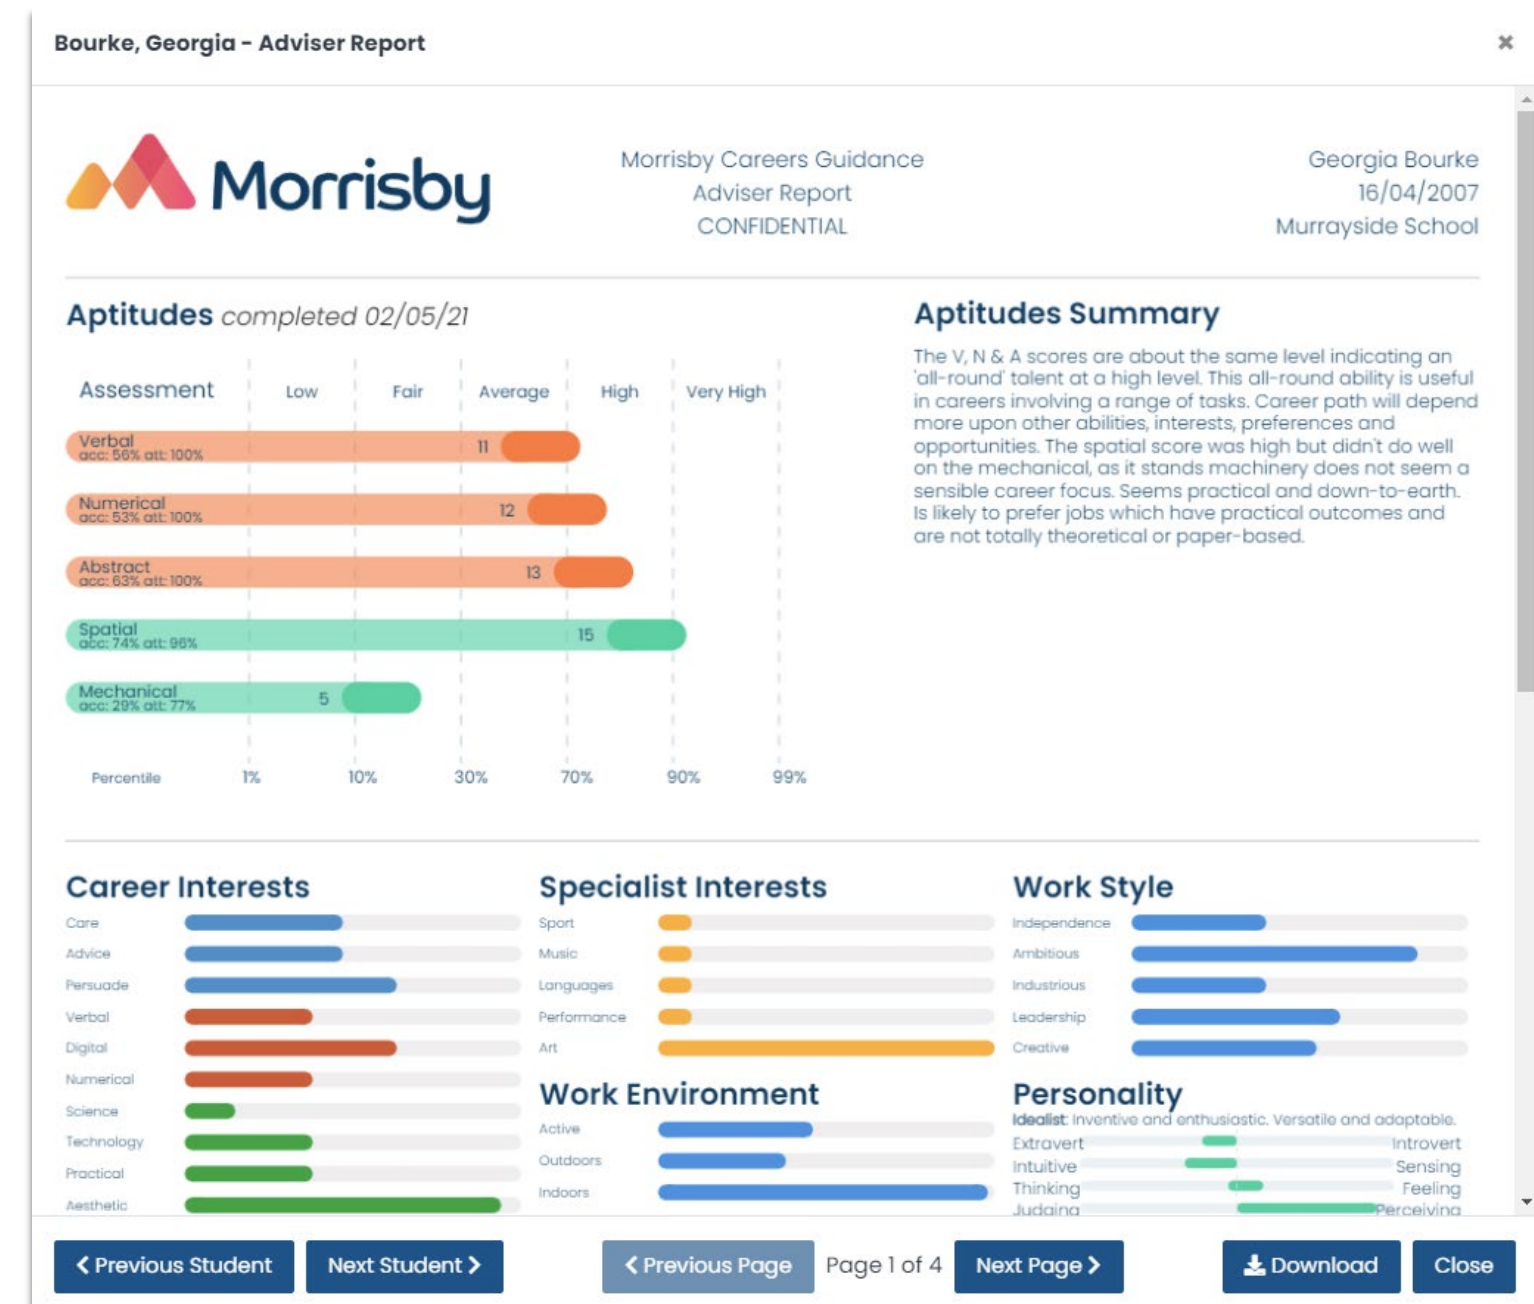 Bourke, Georgia - Adviser Report
Morrisby
Morrisby Careers Guidance
Adviser Report
CONFIDENTIAL
Georgia Bourke
16/04/2007
Murrayside School
Aptitudes completed 02/05/21
Assessment Low Fair Average High Very High
Verbal
acc: 56% att: 100%
11
Numerical
acc: 53% att: 100%
12
Abstract
acc: 63% att: 100%
13
Spatial
acc: 74% att: 96%
15
Mechanical
acc: 29% att: 77%
5
Percentile 1% 10% 30% 70% 90% 99%
Aptitudes Summary
The V, N & A scores are about the same level indicating an
'all-round' talent at a high level. This all-round ability is useful
in careers involving a range of tasks. Career path will depend
more upon other abilities, interests, preferences and
opportunities. The spatial score was high but didn't do well
on the mechanical, as it stands machinery does not seem a
sensible career focus. Seems practical and down-to-earth.
Is likely to prefer jobs which have practical outcomes and
are not totally theoretical or paper-based.
Career Interests
Care
Advice
Persuade
Verbal
Digital
Numerical
Science
Technology
Practical
Aesthetic
Specialist Interests
Sport
Music
Languages
Performance
Art
Work Environment
Active
Outdoors
Indoors
Work Style
Independence
Ambitious
Industrious
Leadership
Creative
Personality
Idealist: Inventive and enthusiastic. Versatile and adaptable.
Extravert Introvert
Intuitive Sensing
Thinking Feeling
Judging Perceiving
Previous Student Next Student Previous Page Page 1 of 4 Next Page Download Close